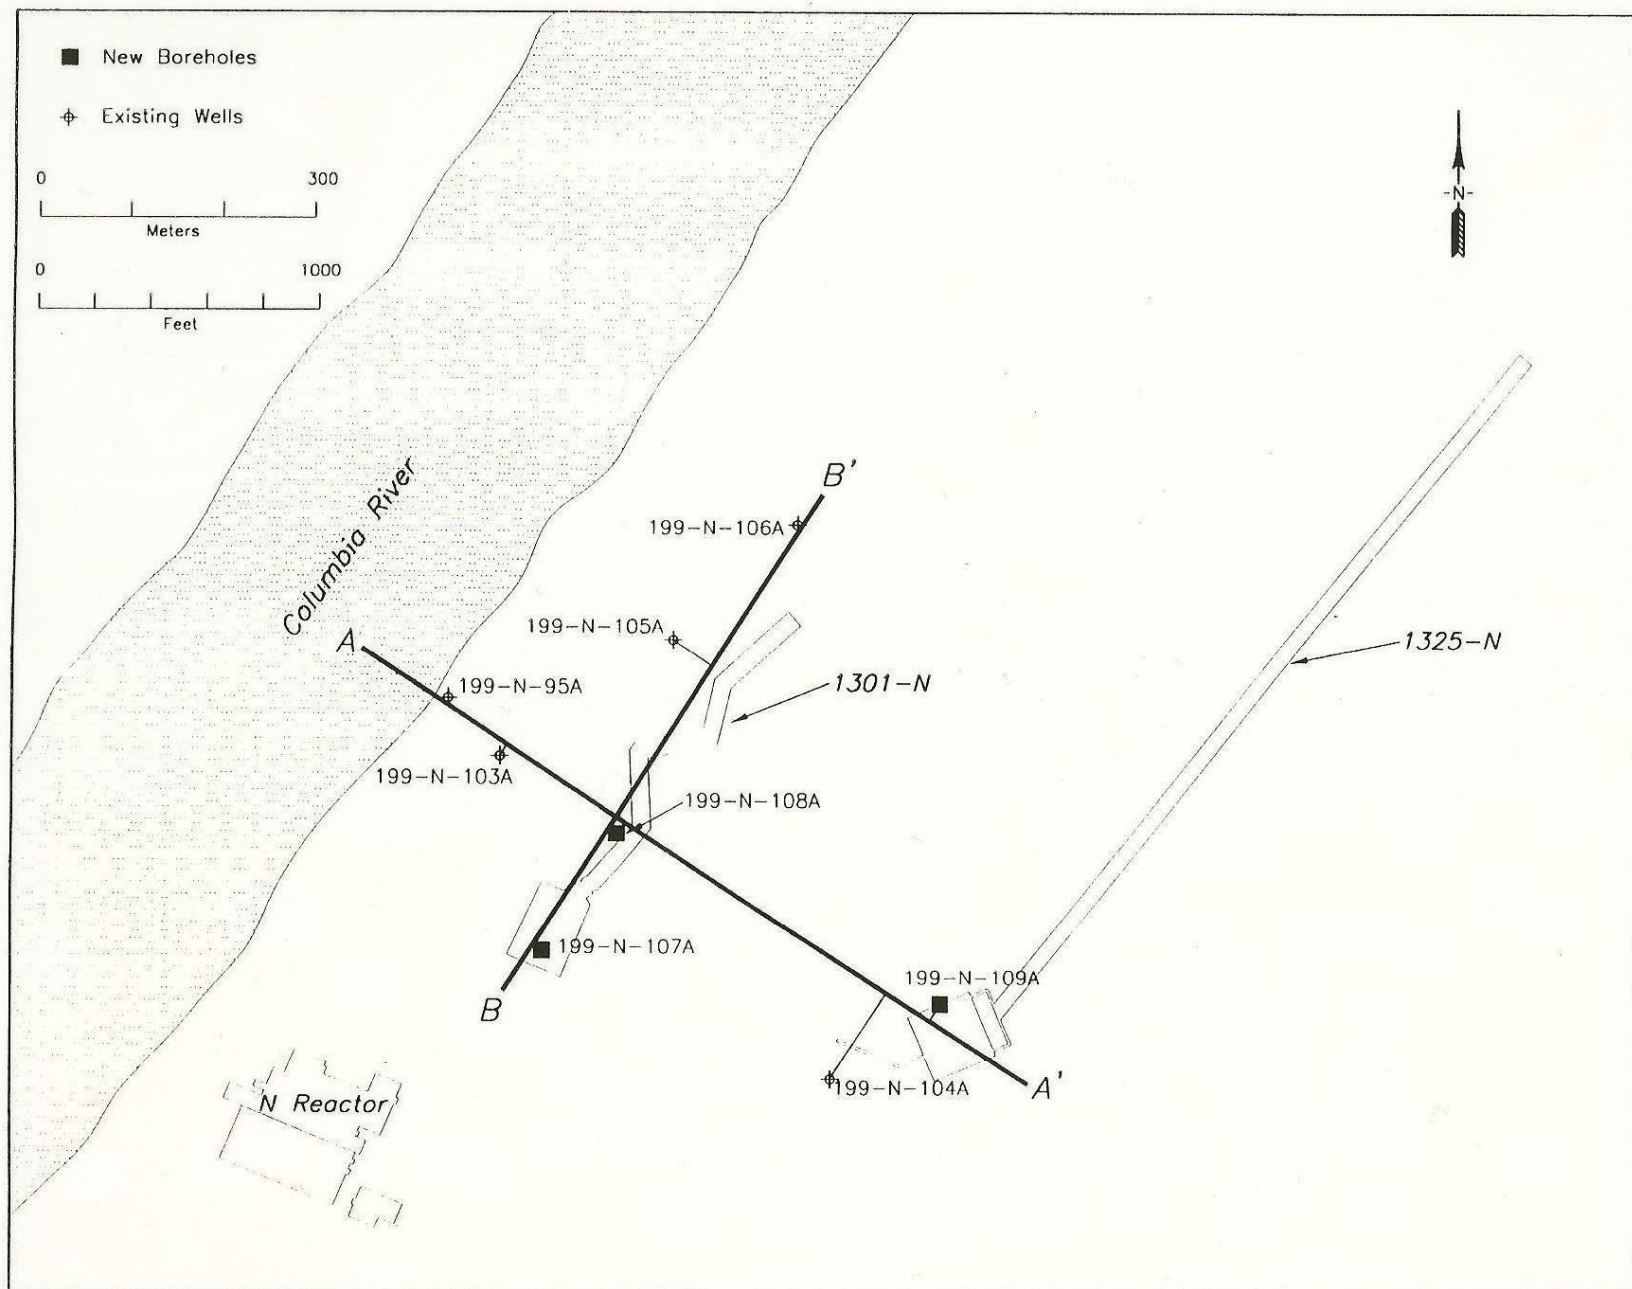 New Boreholes
Existing Wells
0 300
Meters
0 1000
Feet
-N-
Columbia River
B'
199-N-106A
199-N-105A
A
199-N-95A
1301-N
1325-N
199-N-103A
199-N-108A
199-N-107A
199-N-109A
B
199-N-104A
A'
N Reactor